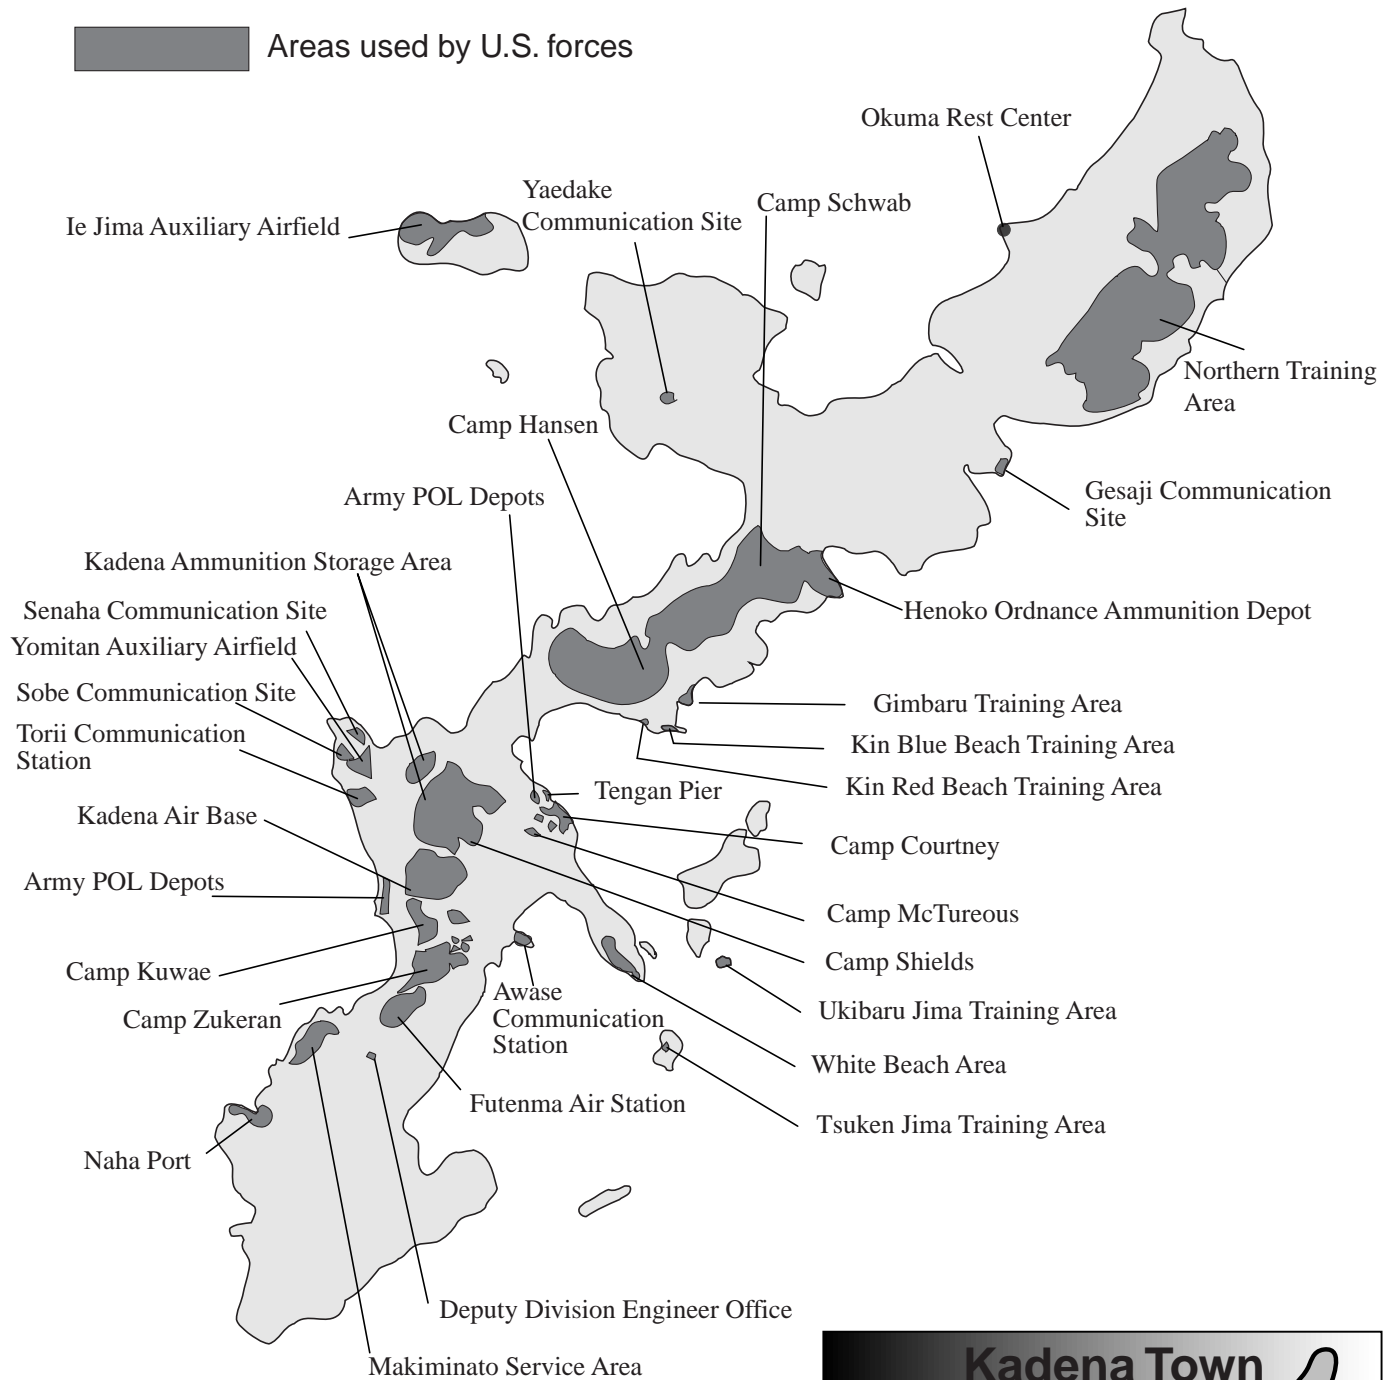 Areas used by U.S. forces
Okuma Rest Center
Yaedake
Communication Site
Camp Schwab
Ie Jima Auxiliary Airfield
Northern Training
Area
Camp Hansen
Army POL Depots
Gesaji Communication
Site
Kadena Ammunition Storage Area
Senaha Communication Site
Henoko Ordnance Ammunition Depot
Yomitan Auxiliary Airfield
Sobe Communication Site
Gimbaru Training Area
Torii Communication
Station
Kin Blue Beach Training Area
Kin Red Beach Training Area
Tengan Pier
Kadena Air Base
Camp Courtney
Army POL Depots
Camp McTureous
Camp Shields
Camp Kuwae
Awase
Communication
Station
Ukibaru Jima Training Area
Camp Zukeran
White Beach Area
Futenma Air Station
Tsuken Jima Training Area
Naha Port
Deputy Division Engineer Office
Makiminato Service Area
Kadena Town